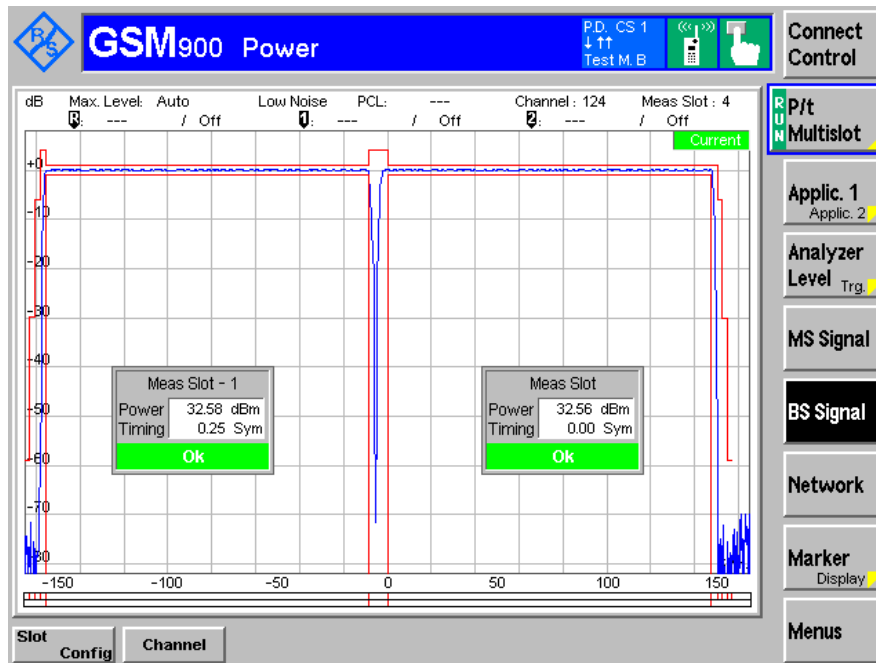 R/S GSM900 Power P.D. CS 1
↓ ↑↑
Test M. B
Connect
Control
dB Max. Level: Auto Low Noise PCL: --- Channel : 124 Meas Slot : 4
R: --- / Off 1: --- / Off 2: --- / Off
Current
RUN
P/t
Multislot
Applic. 1
Applic. 2
Analyzer
Level Trg.
MS Signal
BS Signal
Network
Marker
Display
Menus
+0
-10
-20
-30
-40
-50
-60
-70
-80
Meas Slot - 1
Power 32.58 dBm
Timing 0.25 Sym
Ok
Meas Slot
Power 32.56 dBm
Timing 0.00 Sym
Ok
-150 -100 -50 0 50 100 150
Slot
Config
Channel